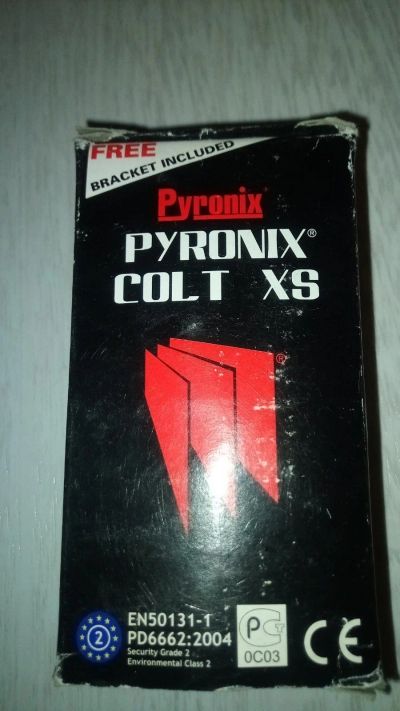 FREE
BRACKET INCLUDED
Pyronix
PYRONIX®
COLT XS
®
2
EN50131-1
PD6662:2004
Security Grade 2
Environmental Class 2
0C03
CE